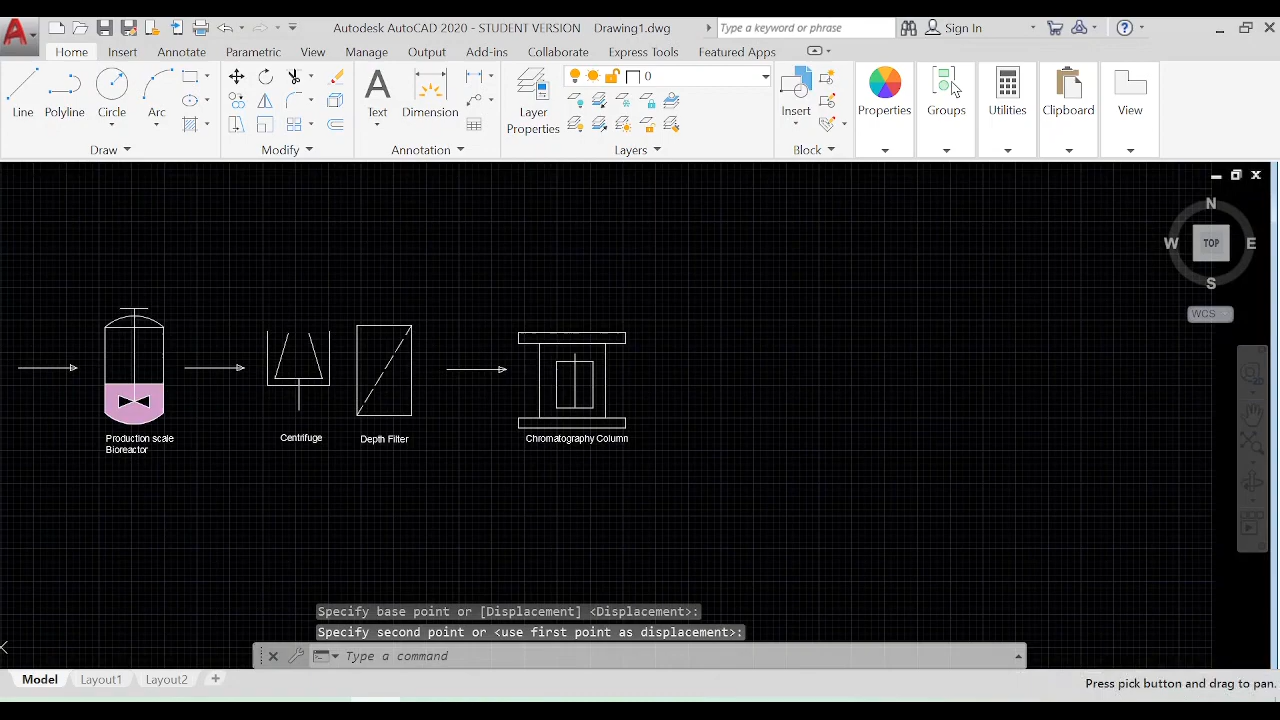 Autodesk AutoCAD 2020 - STUDENT VERSION Drawing1.dwg
Type a keyword or phrase
Sign In
Home Insert Annotate Parametric View Manage Output Add-ins Collaborate Express Tools Featured Apps
0
Line Polyline Circle Arc
Text Dimension
Layer
Properties
Insert
Properties Groups Utilities Clipboard View
Draw Modify Annotation Layers Block
N
W TOP E
S
WCS
Production scale
Bioreactor
Centrifuge
Depth Filter
Chromatography Column
Specify base point or [Displacement] <Displacement>:
Specify second point or <use first point as displacement>:
Type a command
Model Layout1 Layout2 +
Press pick button and drag to pan.